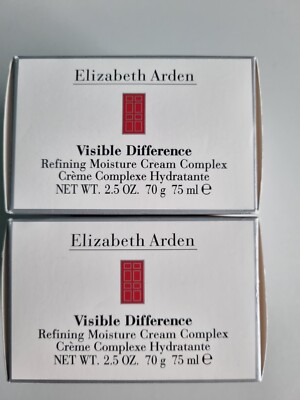 Elizabeth Arden
Visible Difference
Refining Moisture Cream Complex
Crème Complexe Hydratante
NET WT. 2.5 OZ. 70 g 75 ml ℮
Elizabeth Arden
Visible Difference
Refining Moisture Cream Complex
Crème Complexe Hydratante
NET WT. 2.5 OZ. 70 g 75 ml ℮